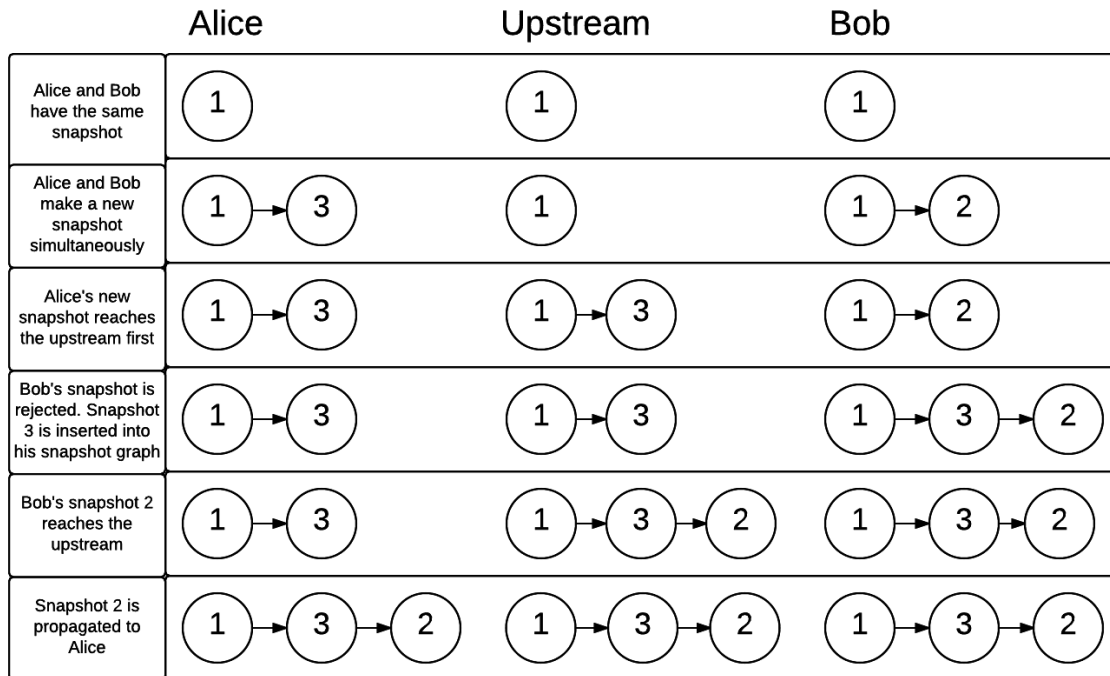 Alice Upstream Bob
Alice and Bob
have the same
snapshot
1 1 1
Alice and Bob
make a new
snapshot
simultaneously
1 3 1 1 2
Alice's new
snapshot reaches
the upstream first
1 3 1 3 1 2
Bob's snapshot is
rejected. Snapshot
3 is inserted into
his snapshot graph
1 3 1 3 1 3 2
Bob's snapshot 2
reaches the
upstream
1 3 1 3 2 1 3 2
Snapshot 2 is
propagated to
Alice
1 3 2 1 3 2 1 3 2